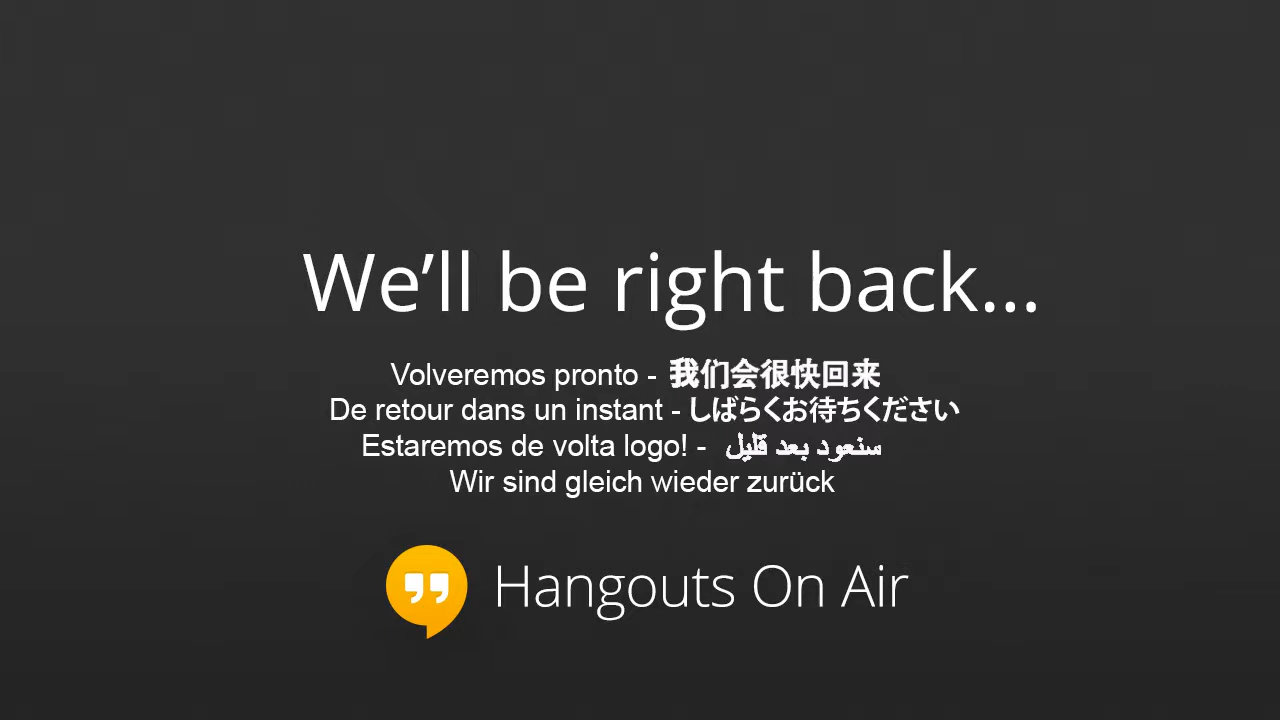 We’ll be right back...
Volveremos pronto - 我们会很快回来
De retour dans un instant - しばらくお待ちください
Estaremos de volta logo! - سنعود بعد قليل
Wir sind gleich wieder zurück
Hangouts On Air